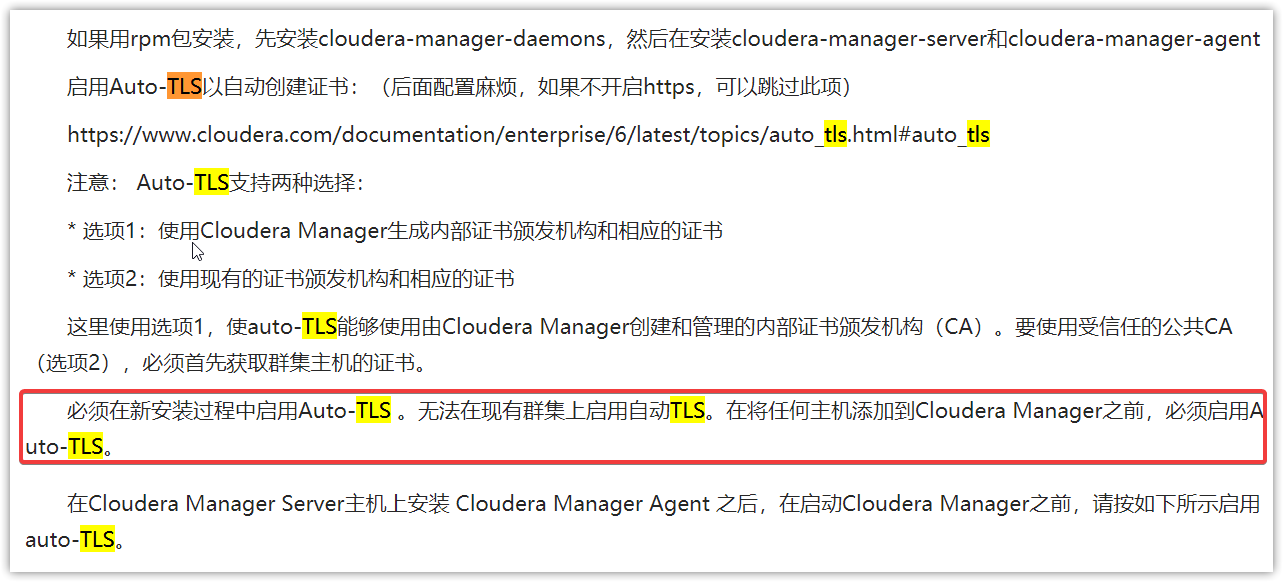 如果用rpm包安装，先安装cloudera-manager-daemons，然后在安装cloudera-manager-server和cloudera-manager-agent
启用Auto-TLS以自动创建证书：（后面配置麻烦，如果不开启https，可以跳过此项）
https://www.cloudera.com/documentation/enterprise/6/latest/topics/auto_tls.html#auto_tls
注意： Auto-TLS支持两种选择：
* 选项1：使用Cloudera Manager生成内部证书颁发机构和相应的证书
* 选项2：使用现有的证书颁发机构和相应的证书
这里使用选项1，使auto-TLS能够使用由Cloudera Manager创建和管理的内部证书颁发机构（CA）。要使用受信任的公共CA
（选项2），必须首先获取群集主机的证书。
必须在新安装过程中启用Auto-TLS 。无法在现有群集上启用自动TLS。在将任何主机添加到Cloudera Manager之前，必须启用A
uto-TLS。
在Cloudera Manager Server主机上安装 Cloudera Manager Agent 之后，在启动Cloudera Manager之前，请按如下所示启用
auto-TLS。